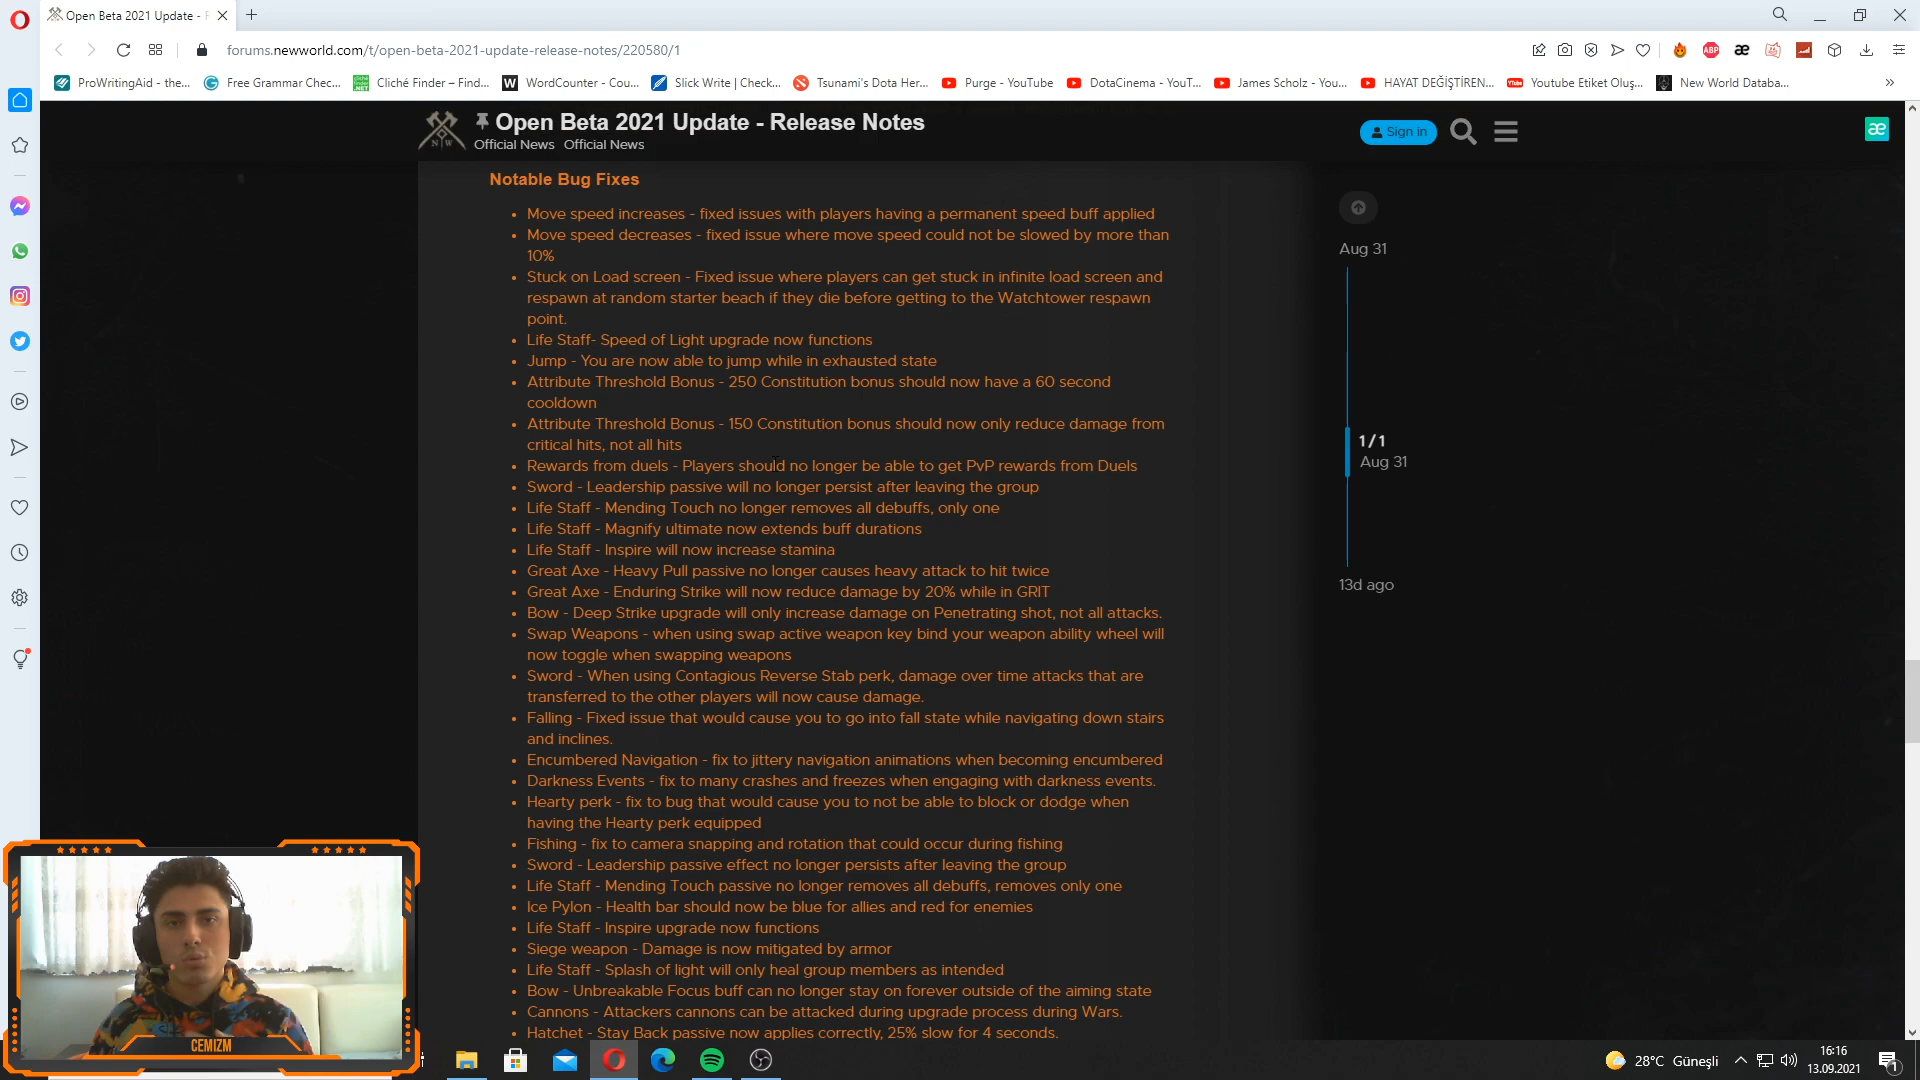 Open Beta 2021 Update -
forums.newworld.com/t/open-beta-2021-update-release-notes/220580/1
ABP
æ
ProWritingAid - the...
Free Grammar Chec...
Cliché Finder – Find...
WordCounter - Cou...
Slick Write | Check...
Tsunami's Dota Her...
Purge - YouTube
DotaCinema - YouT...
James Scholz - You...
HAYAT DEĞİŞTİREN...
Youtube Etiket Oluş...
New World Databa...
»
Open Beta 2021 Update - Release Notes
Official News Official News
Sign in
æ
Notable Bug Fixes
• Move speed increases - fixed issues with players having a permanent speed buff applied
• Move speed decreases - fixed issue where move speed could not be slowed by more than
10%
• Stuck on Load screen - Fixed issue where players can get stuck in infinite load screen and
respawn at random starter beach if they die before getting to the Watchtower respawn
point.
• Life Staff- Speed of Light upgrade now functions
• Jump - You are now able to jump while in exhausted state
• Attribute Threshold Bonus - 250 Constitution bonus should now have a 60 second
cooldown
• Attribute Threshold Bonus - 150 Constitution bonus should now only reduce damage from
critical hits, not all hits
• Rewards from duels - Players should no longer be able to get PvP rewards from Duels
• Sword - Leadership passive will no longer persist after leaving the group
• Life Staff - Mending Touch no longer removes all debuffs, only one
• Life Staff - Magnify ultimate now extends buff durations
• Life Staff - Inspire will now increase stamina
• Great Axe - Heavy Pull passive no longer causes heavy attack to hit twice
• Great Axe - Enduring Strike will now reduce damage by 20% while in GRIT
• Bow - Deep Strike upgrade will only increase damage on Penetrating shot, not all attacks.
• Swap Weapons - when using swap active weapon key bind your weapon ability wheel will
now toggle when swapping weapons
• Sword - When using Contagious Reverse Stab perk, damage over time attacks that are
transferred to the other players will now cause damage.
• Falling - Fixed issue that would cause you to go into fall state while navigating down stairs
and inclines.
• Encumbered Navigation - fix to jittery navigation animations when becoming encumbered
• Darkness Events - fix to many crashes and freezes when engaging with darkness events.
• Hearty perk - fix to bug that would cause you to not be able to block or dodge when
having the Hearty perk equipped
• Fishing - fix to camera snapping and rotation that could occur during fishing
• Sword - Leadership passive effect no longer persists after leaving the group
• Life Staff - Mending Touch passive no longer removes all debuffs, removes only one
• Ice Pylon - Health bar should now be blue for allies and red for enemies
• Life Staff - Inspire upgrade now functions
• Siege weapon - Damage is now mitigated by armor
• Life Staff - Splash of light will only heal group members as intended
• Bow - Unbreakable Focus buff can no longer stay on forever outside of the aiming state
• Cannons - Attackers cannons can be attacked during upgrade process during Wars.
• Hatchet - Stay Back passive now applies correctly, 25% slow for 4 seconds.
Aug 31
1/1
Aug 31
13d ago
CEMIZM
28°C Güneşli
16:16
13.09.2021
1